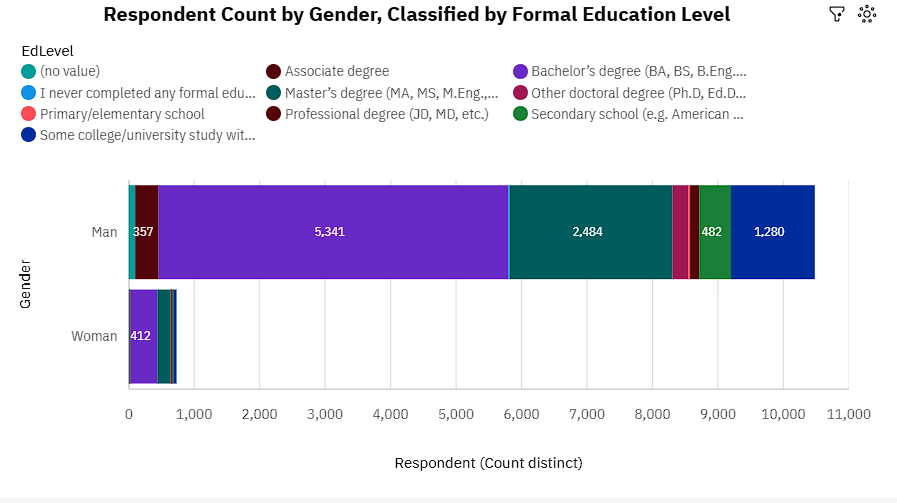 Respondent Count by Gender, Classified by Formal Education Level
EdLevel
(no value)
Associate degree
Bachelor's degree (BA, BS, B.Eng....
I never completed any formal edu...
Master's degree (MA, MS, M.Eng.,...
Other doctoral degree (Ph.D, Ed.D...
Primary/elementary school
Professional degree (JD, MD, etc.)
Secondary school (e.g. American ...
Some college/university study wit...
Gender
Man
357
5,341
2,484
482
1,280
Woman
412
0
1,000
2,000
3,000
4,000
5,000
6,000
7,000
8,000
9,000
10,000
11,000
Respondent (Count distinct)